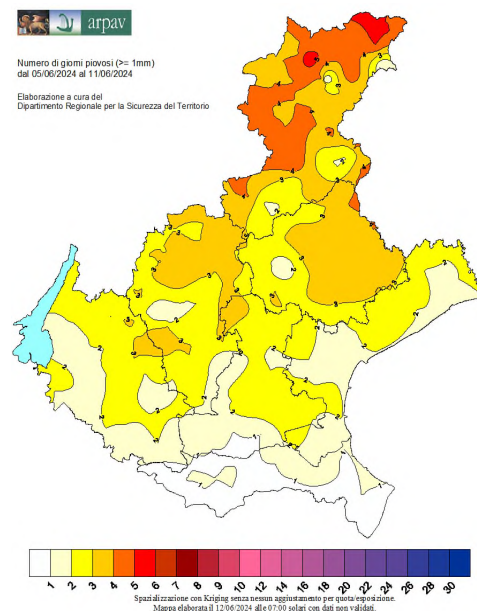 arpav
Numero di giorni piovosi (>= 1mm)
dal 05/06/2024 al 11/06/2024
Elaborazione a cura del
Dipartimento Regionale per la Sicurezza del Territorio
1 2 3 4 5 6 7 8 9 10 12 14 16 18 20 22 24 26 28 30
Spazializzazione con Kriging senza nessun aggiustamento per quota/esposizione.
Mappa elaborata il 12/06/2024 alle 07:00 solari con dati non validati.